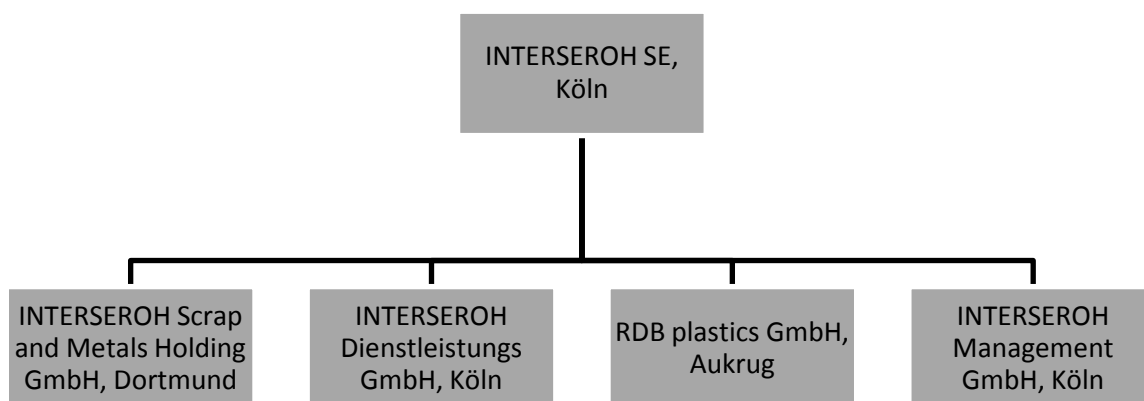 INTERSEROH SE,
Köln
INTERSEROH Scrap
and Metals Holding
GmbH, Dortmund
INTERSEROH
Dienstleistungs
GmbH, Köln
RDB plastics GmbH,
Aukrug
INTERSEROH
Management
GmbH, Köln